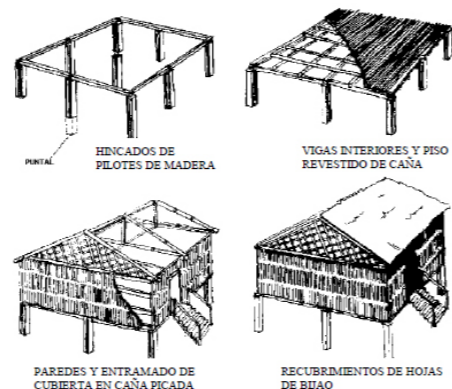 PUNTAL
HINCADOS DE
PILOTES DE MADERA
VIGAS INTERIORES Y PISO
REVESTIDO DE CAÑA
PAREDES Y ENTRAMADO DE
CUBIERTA EN CAÑA PICADA
RECUBRIMIENTOS DE HOJAS
DE BIJAO